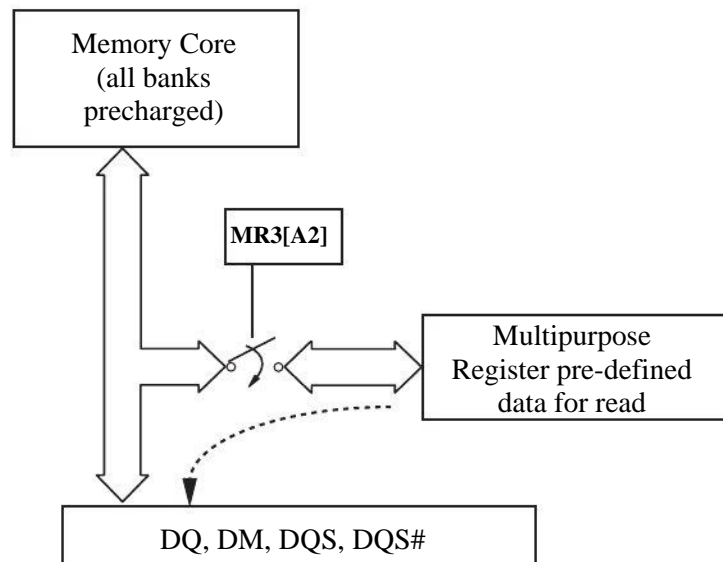 Memory Core
(all banks
precharged)
MR3[A2]
Multipurpose
Register pre-defined
data for read
DQ, DM, DQS, DQS#